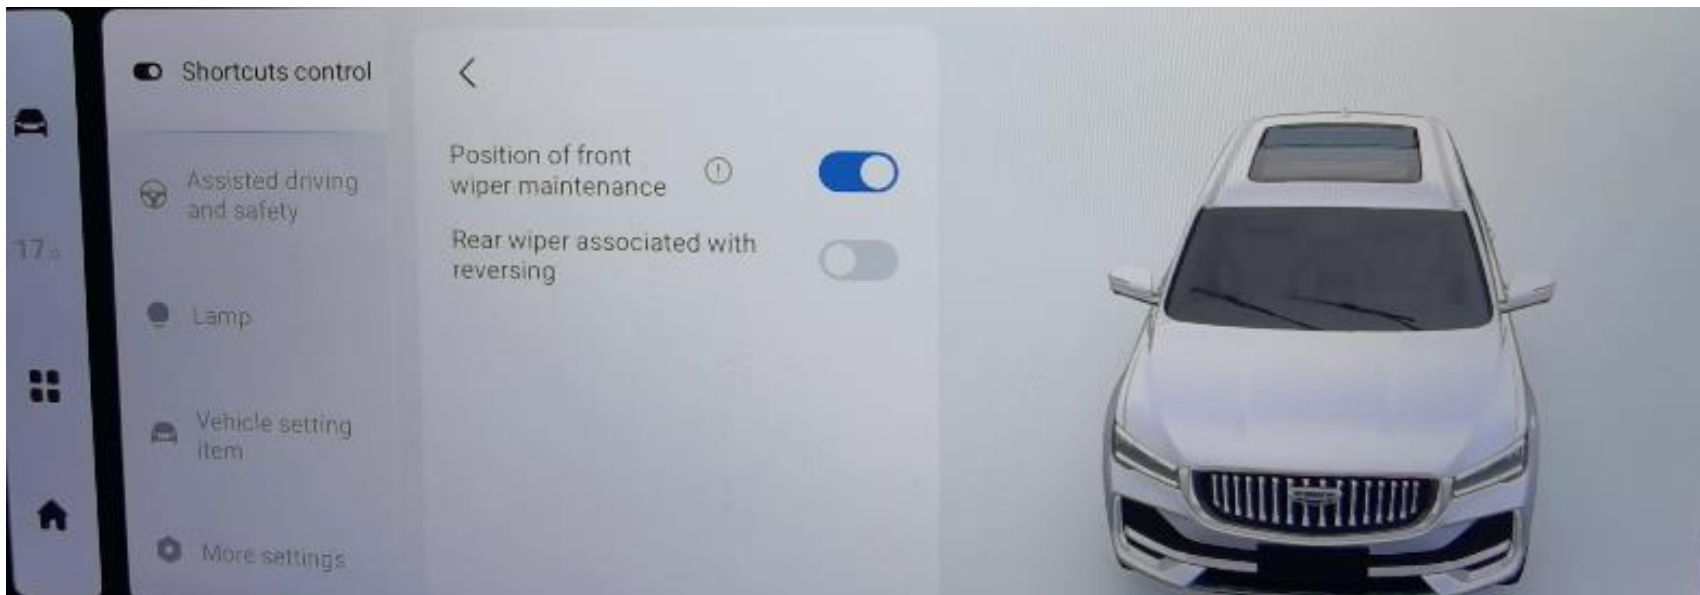 Shortcuts control
Assisted driving
and safety
17.
Lamp
Vehicle setting
item
More settings
Position of front
wiper maintenance
Rear wiper associated with
reversing